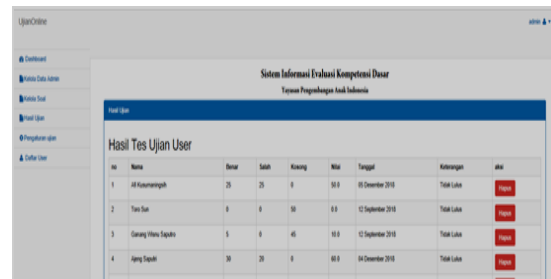 UjianOnline
admin
Dashboard
Kelola Data Admin
Kelola Soal
Hasil Ujian
Pengaturan ujian
Daftar User
Sistem Informasi Evaluasi Kompetensi Dasar
Yayasan Pengembangan Anak Indonesia
Hasil Ujian
Hasil Tes Ujian User
no Nama Benar Salah Kosong Nilai Tanggal Keterangan aksi
1 Kusumaningsih 25 25 0 50.0 05 Desember 2018 Tidak Lulus Hapus
2 Toro Sun 0 0 50 0.0 12 September 2018 Tidak Lulus Hapus
3 Ganang Wisnu Saputro 5 0 45 10.0 12 September 2018 Tidak Lulus Hapus
4 Ajeng Saputri 30 20 0 60.0 04 Desember 2018 Tidak Lulus Hapus